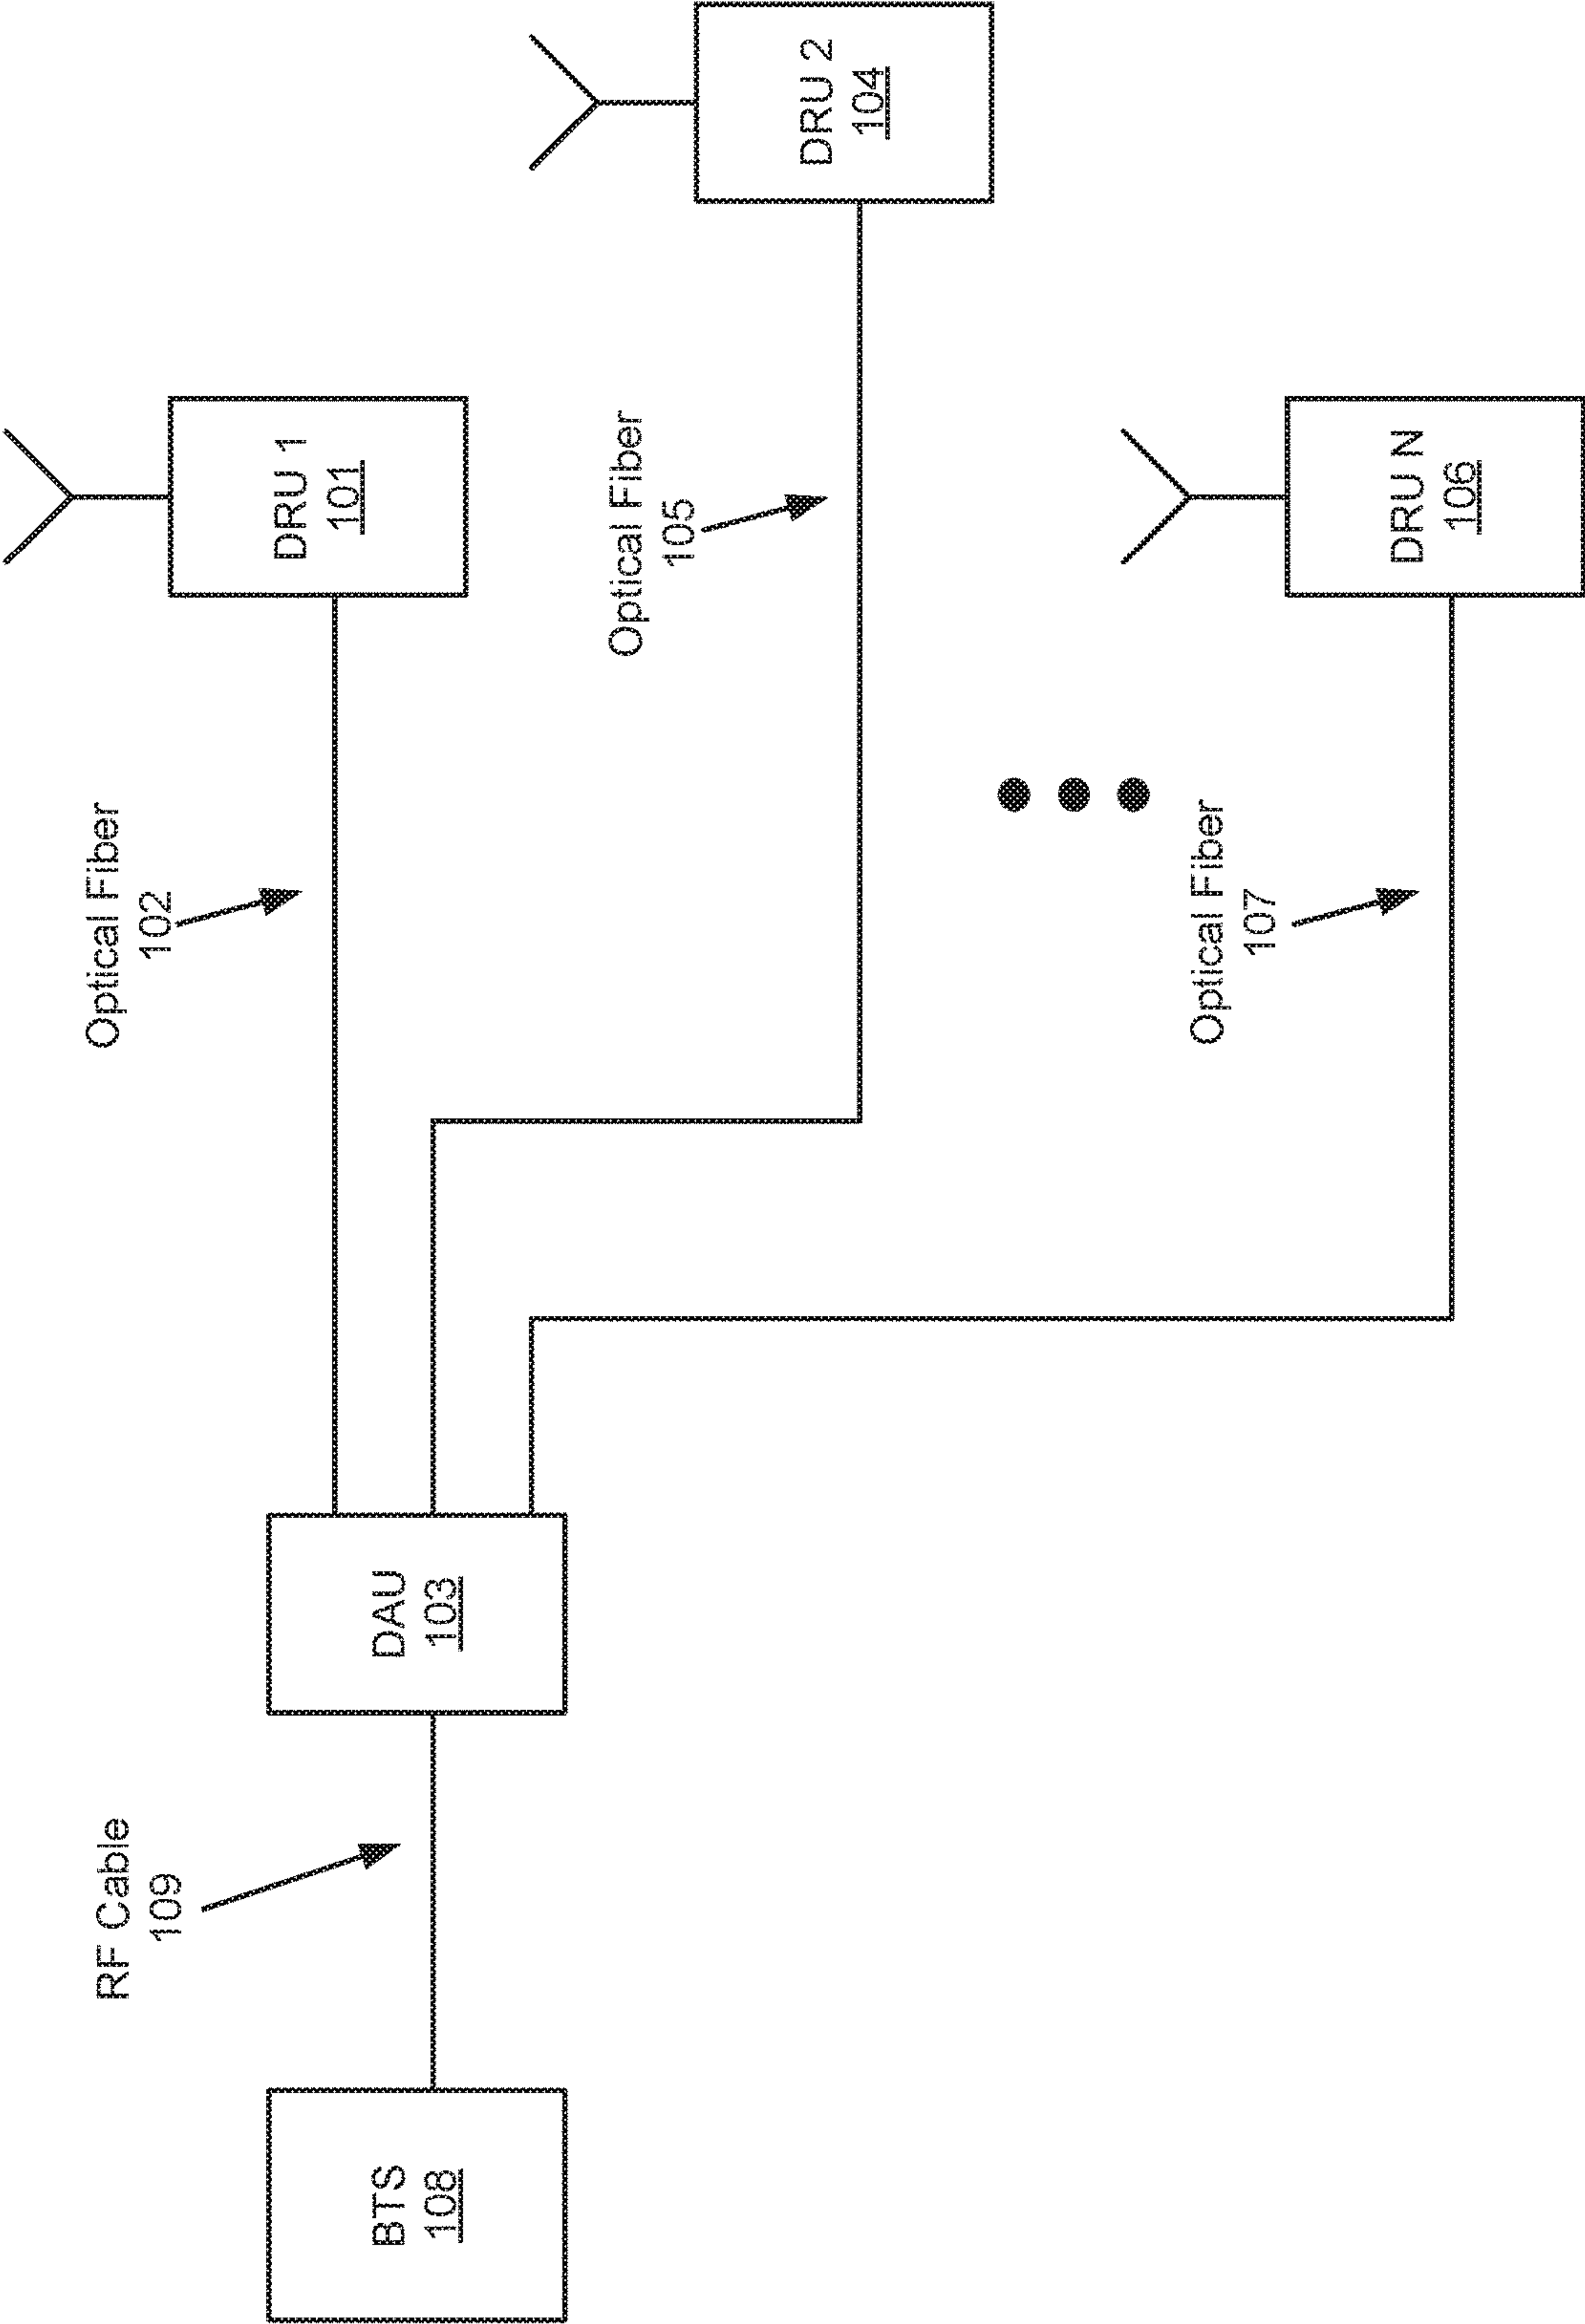 DRU 1
101
Optical Fiber
102
DRU 2
104
Optical Fiber
105
RF Cable
109
BTS
108
DAU
103
Optical Fiber
107
DRU N
106